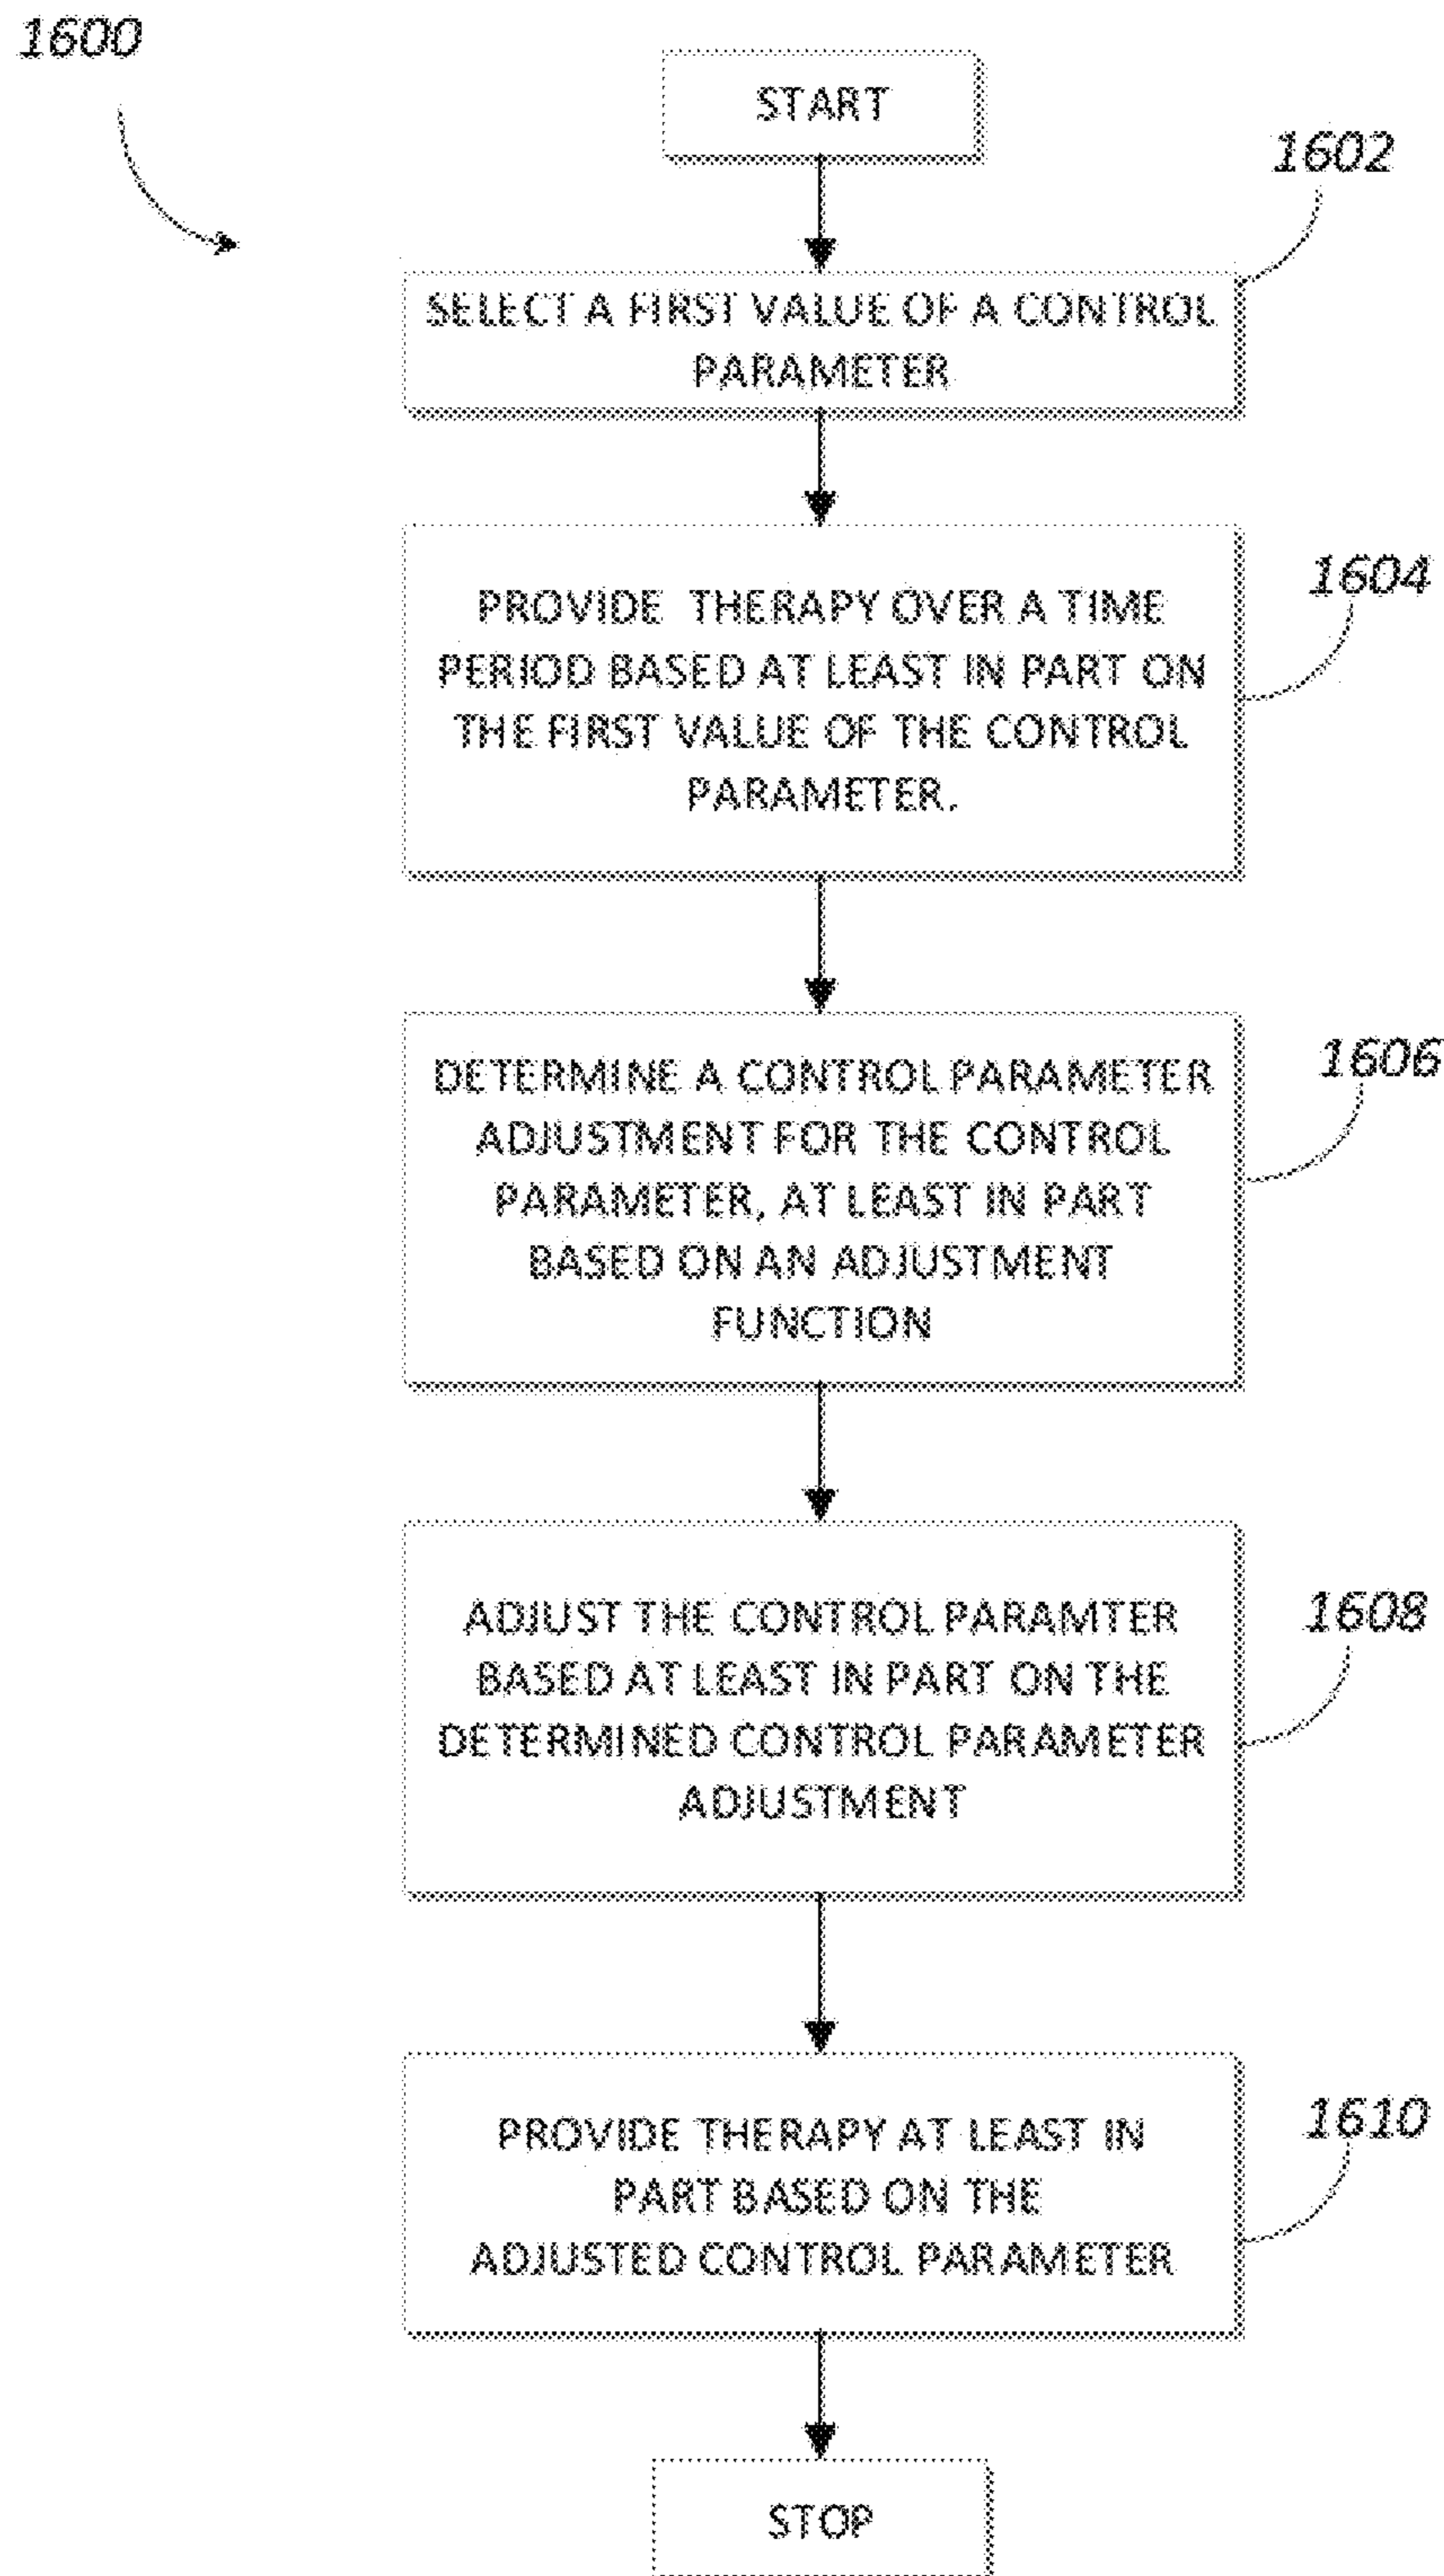 1600
START
1602
SELECT A FIRST VALUE OF A CONTROL
PARAMETER
1604
PROVIDE THERAPY OVER A TIME
PERIOD BASED AT LEAST IN PART ON
THE FIRST VALUE OF THE CONTROL
PARAMETER.
1606
DETERMINE A CONTROL PARAMETER
ADJUSTMENT FOR THE CONTROL
PARAMETER, AT LEAST IN PART
BASED ON AN ADJUSTMENT
FUNCTION
1608
ADJUST THE CONTROL PARAMTER
BASED AT LEAST IN PART ON THE
DETERMINED CONTROL PARAMETER
ADJUSTMENT
1610
PROVIDE THERAPY AT LEAST IN
PART BASED ON THE
ADJUSTED CONTROL PARAMETER
STOP